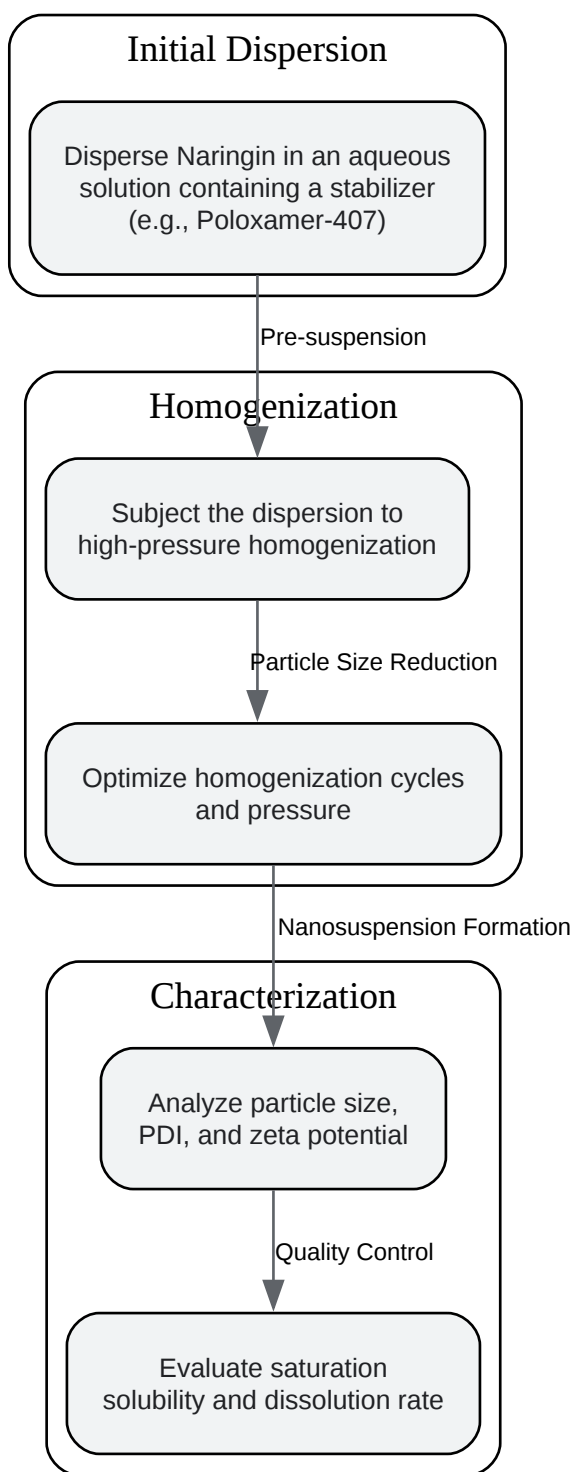 Initial Dispersion
Disperse Naringin in an aqueous
solution containing a stabilizer
(e.g., Poloxamer-407)
Pre-suspension
Homogenization
Subject the dispersion to
high-pressure homogenization
Particle Size Reduction
Optimize homogenization cycles
and pressure
Nanosuspension Formation
Characterization
Analyze particle size,
PDI, and zeta potential
Quality Control
Evaluate saturation
solubility and dissolution rate